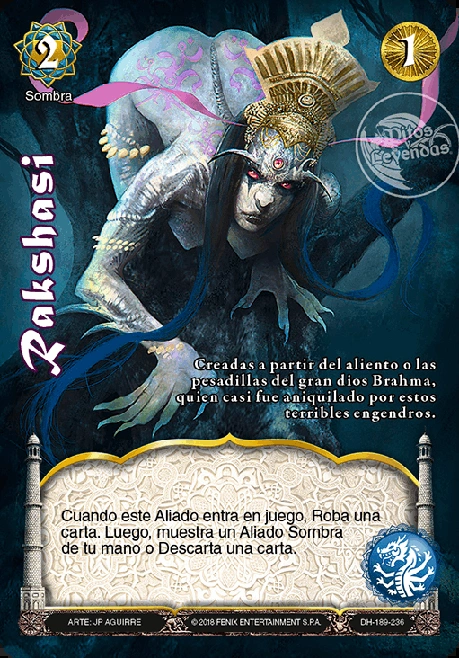 2
1
Sombra
Mitos y Leyendas
Rakshasi
Creadas a partir del aliento o las
pesadillas del gran dios Brahma,
quien casi fue aniquilado por estos
terribles engendros.
Cuando este Aliado entra en juego, Roba una
carta. Luego, muestra un Aliado Sombra
de tu mano o Descarta una carta.
ARTE: JP AGUIRRE
©2018 FENIX ENTERTAINMENT S.P.A.
DH-189-236